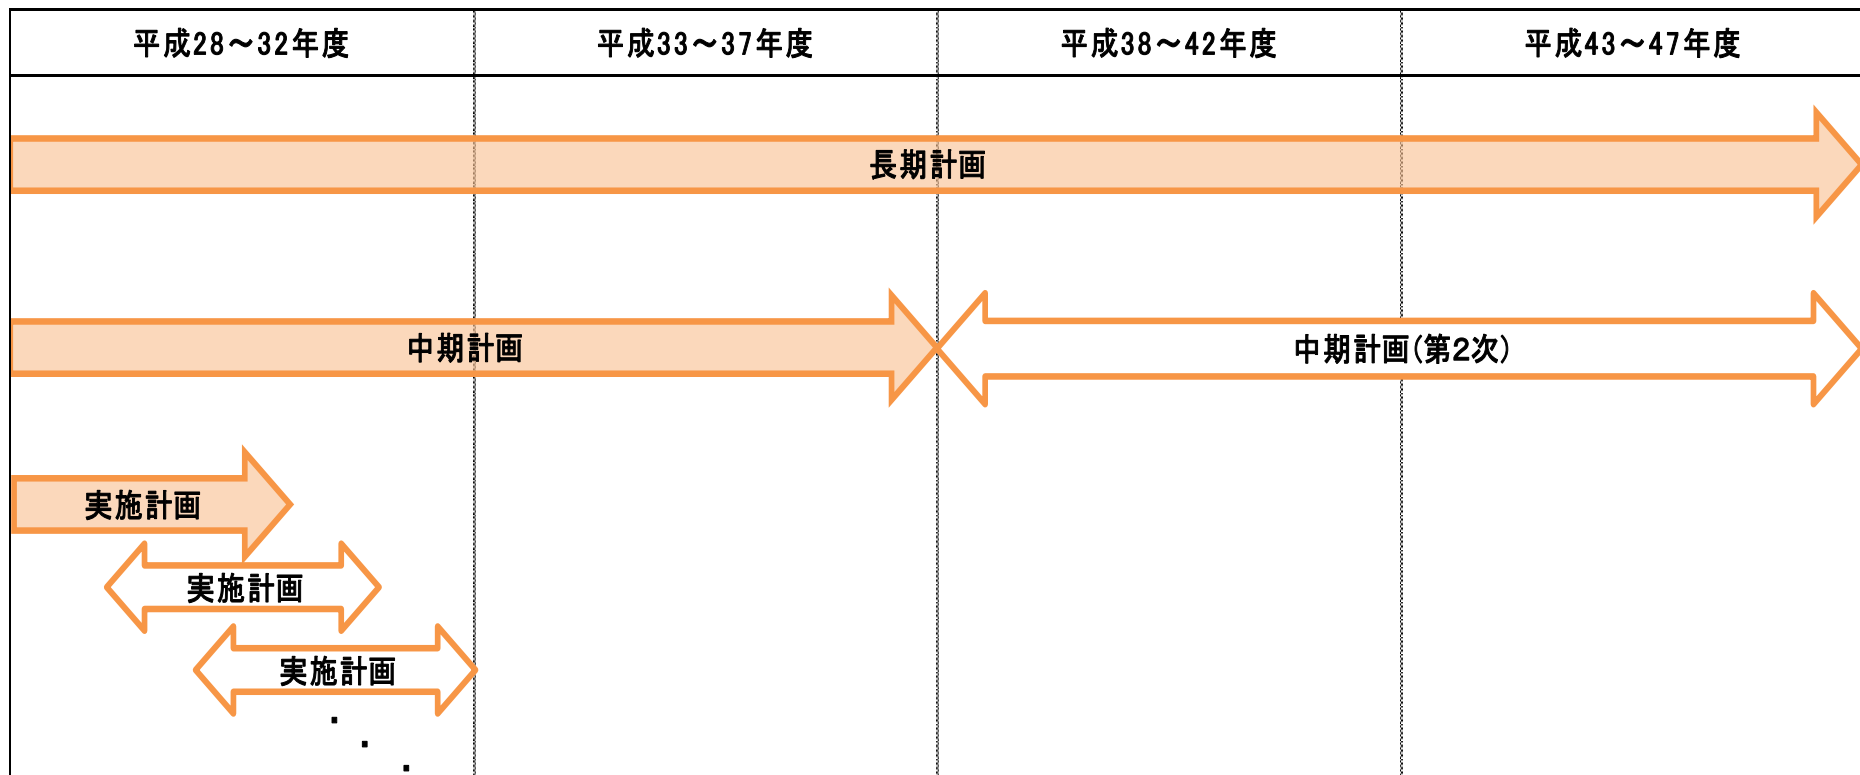 平成28～32年度
平成33～37年度
平成38～42年度
平成43～47年度
長期計画
中期計画
中期計画(第2次)
実施計画
実施計画
実施計画